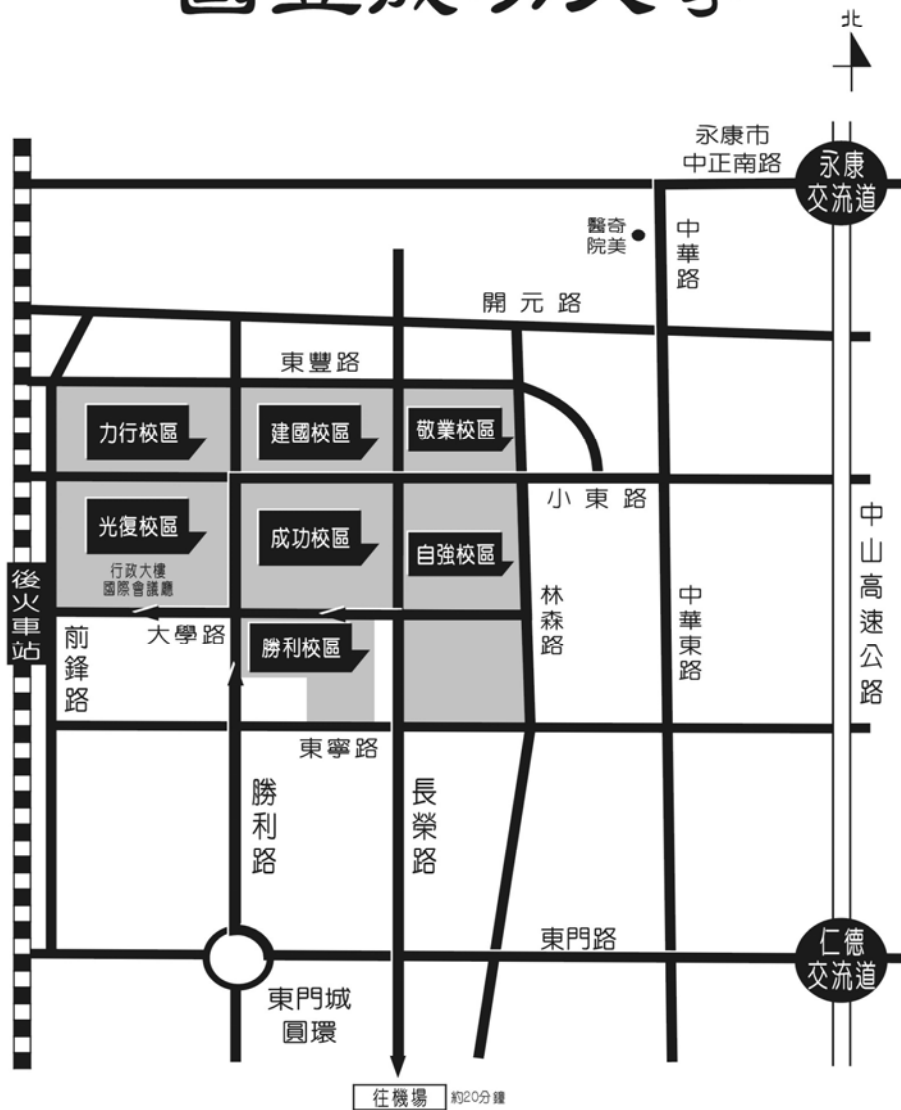 國立成功大學
北
永康市
中正南路
永康
交流道
醫奇
院美
中華路
開元路
東豐路
力行校區
建國校區
敬業校區
小東路
光復校區
成功校區
自強校區
行政大樓
國際會議廳
中山高速公路
後火車站
前鋒路
大學路
勝利校區
林森路
中華東路
東寧路
勝利路
長榮路
東門路
仁德
交流道
東門城
圓環
往機場 約20分鐘